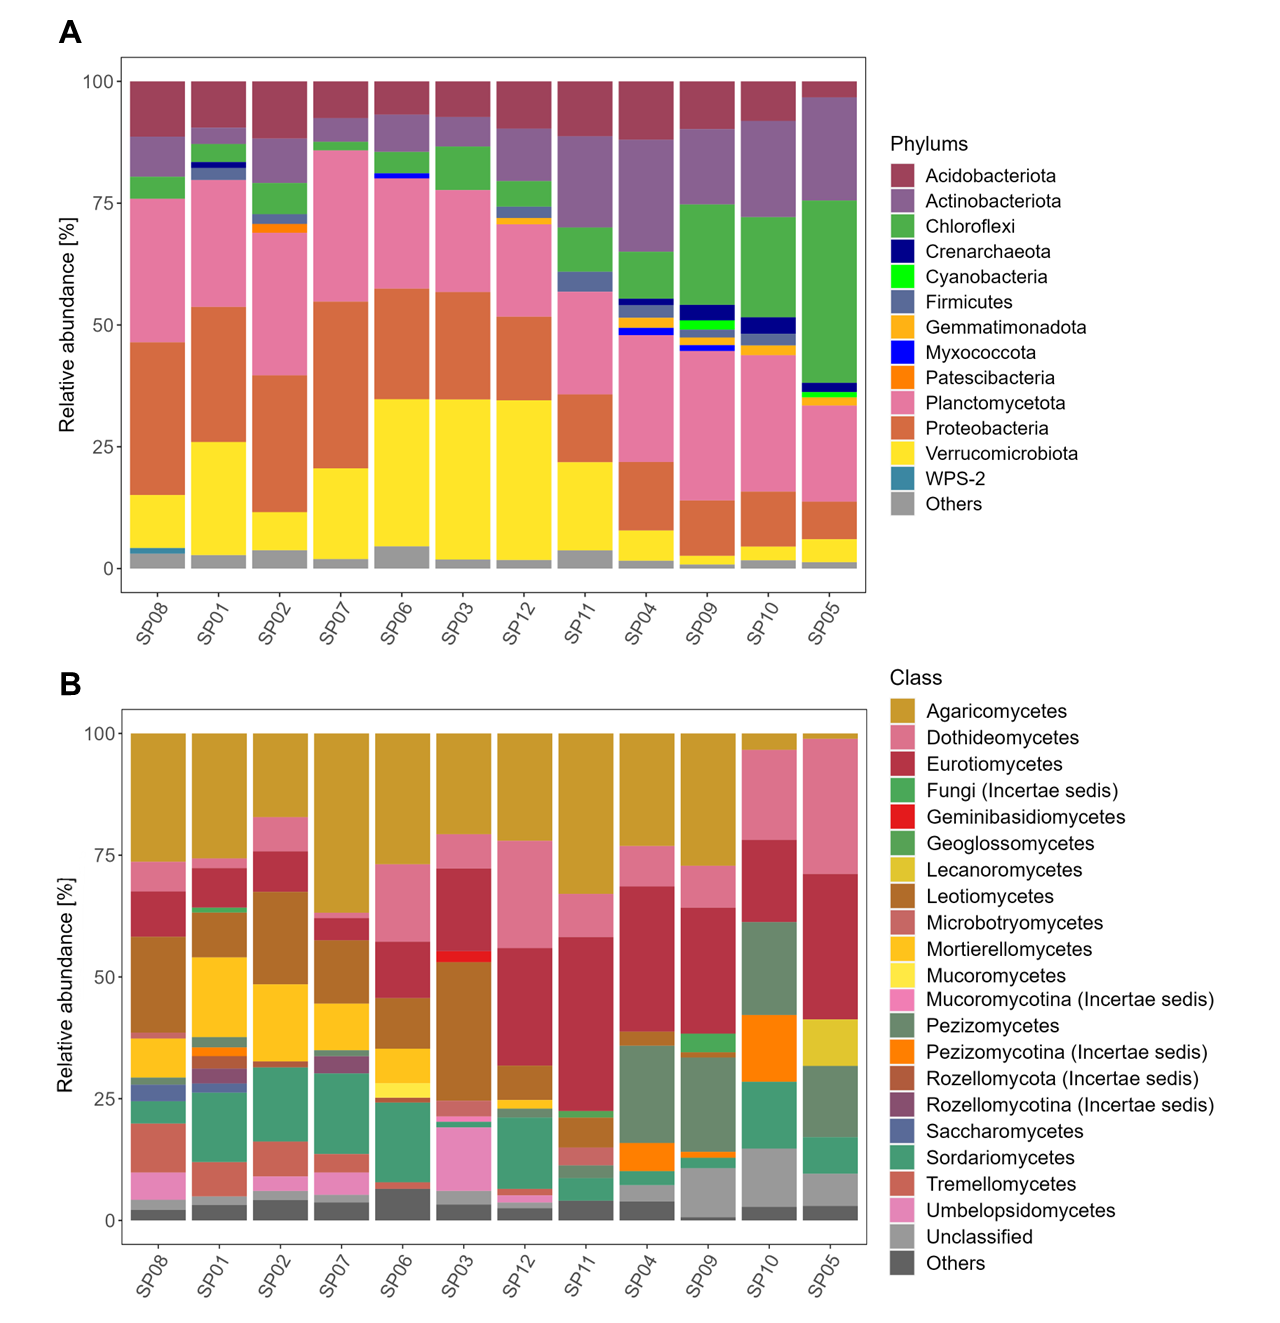 A
Relative abundance [%]
100
75
50
25
0
SP08 SP01 SP02 SP07 SP06 SP03 SP12 SP11 SP04 SP09 SP10 SP05
Phylums
Acidobacteriota
Actinobacteriota
Chloroflexi
Crenarchaeota
Cyanobacteria
Firmicutes
Gemmatimonadota
Myxococcota
Patescibacteria
Planctomycetota
Proteobacteria
Verrucomicrobiota
WPS-2
Others
B
Relative abundance [%]
100
75
50
25
0
SP08 SP01 SP02 SP07 SP06 SP03 SP12 SP11 SP04 SP09 SP10 SP05
Class
Agaricomycetes
Dothideomycetes
Eurotiomycetes
Fungi (Incertae sedis)
Geminibasidiomycetes
Geoglossomycetes
Lecanoromycetes
Leotiomycetes
Microbotryomycetes
Mortierellomycetes
Mucoromycetes
Mucoromycotina (Incertae sedis)
Pezizomycetes
Pezizomycotina (Incertae sedis)
Rozellomycota (Incertae sedis)
Rozellomycotina (Incertae sedis)
Saccharomycetes
Sordariomycetes
Tremellomycetes
Umbelopsidomycetes
Unclassified
Others